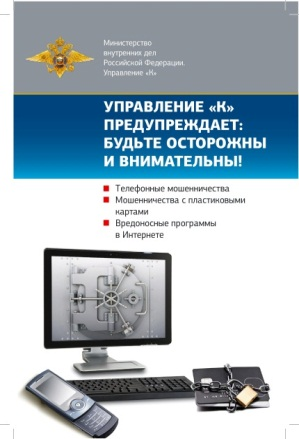 Министерство
внутренних дел
Российской Федерации.
Управление «К»
УПРАВЛЕНИЕ «К»
ПРЕДУПРЕЖДАЕТ:
БУДЬТЕ ОСТОРОЖНЫ
И ВНИМАТЕЛЬНЫ!
Телефонные мошенничества
Мошенничества с пластиковыми
картами
Вредоносные программы
в Интернете